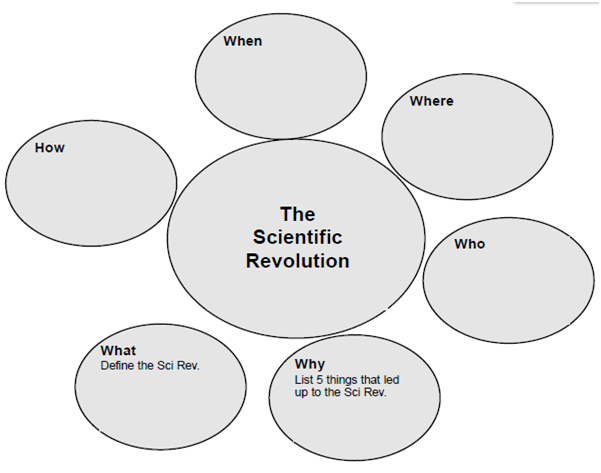 When
Where
How
The
Scientific
Revolution
Who
What
Define the Sci Rev.
Why
List 5 things that led
up to the Sci Rev.